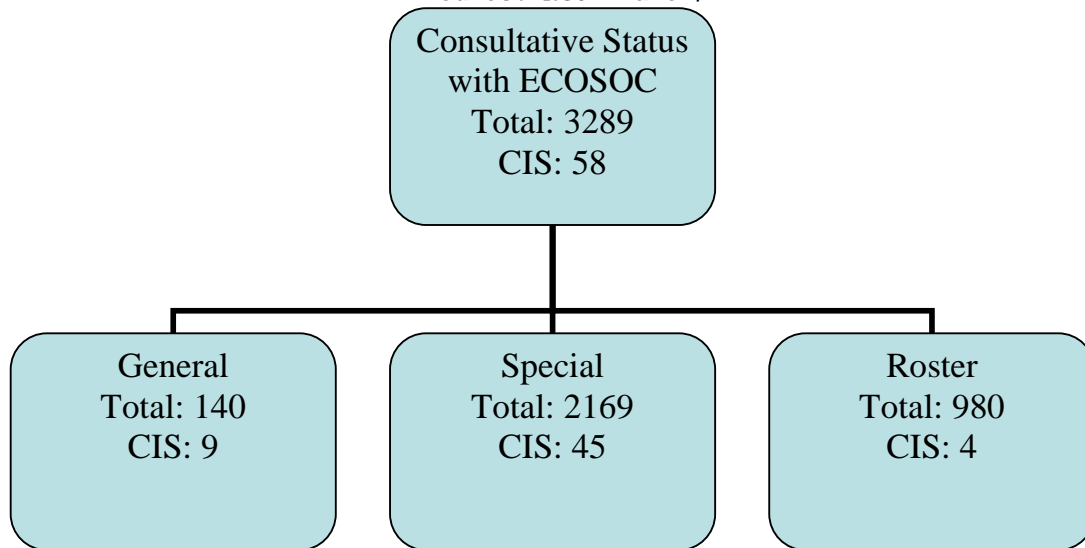 Consultative Status
with ECOSOC
Total: 3289
CIS: 58
General
Total: 140
CIS: 9
Special
Total: 2169
CIS: 45
Roster
Total: 980
CIS: 4